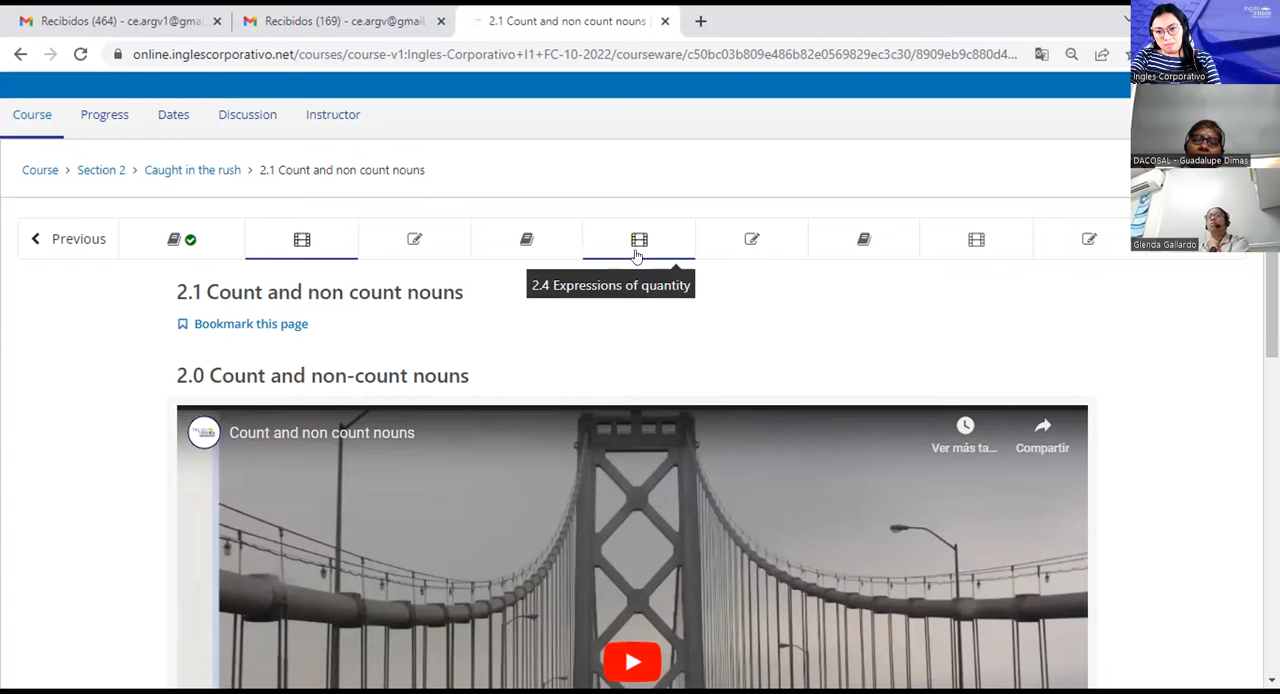 Recibidos (464) - ce.argv1@gma
Recibidos (169) - ce.argv@gmail.
2.1 Count and non count nouns
online.inglescorporativo.net/courses/course-v1:Ingles-Corporativo+I1+FC-10-2022/courseware/c50bc03b809e486b82e0569829ec3c30/8909eb9c880d4...
Ingles Corporativo
DACOSAL - Guadalupe Dimas
Glenda Gallardo
Course
Progress
Dates
Discussion
Instructor
Course > Section 2 > Caught in the rush > 2.1 Count and non count nouns
Previous
2.4 Expressions of quantity
2.1 Count and non count nouns
Bookmark this page
2.0 Count and non-count nouns
Count and non count nouns
Ver más ta...
Compartir